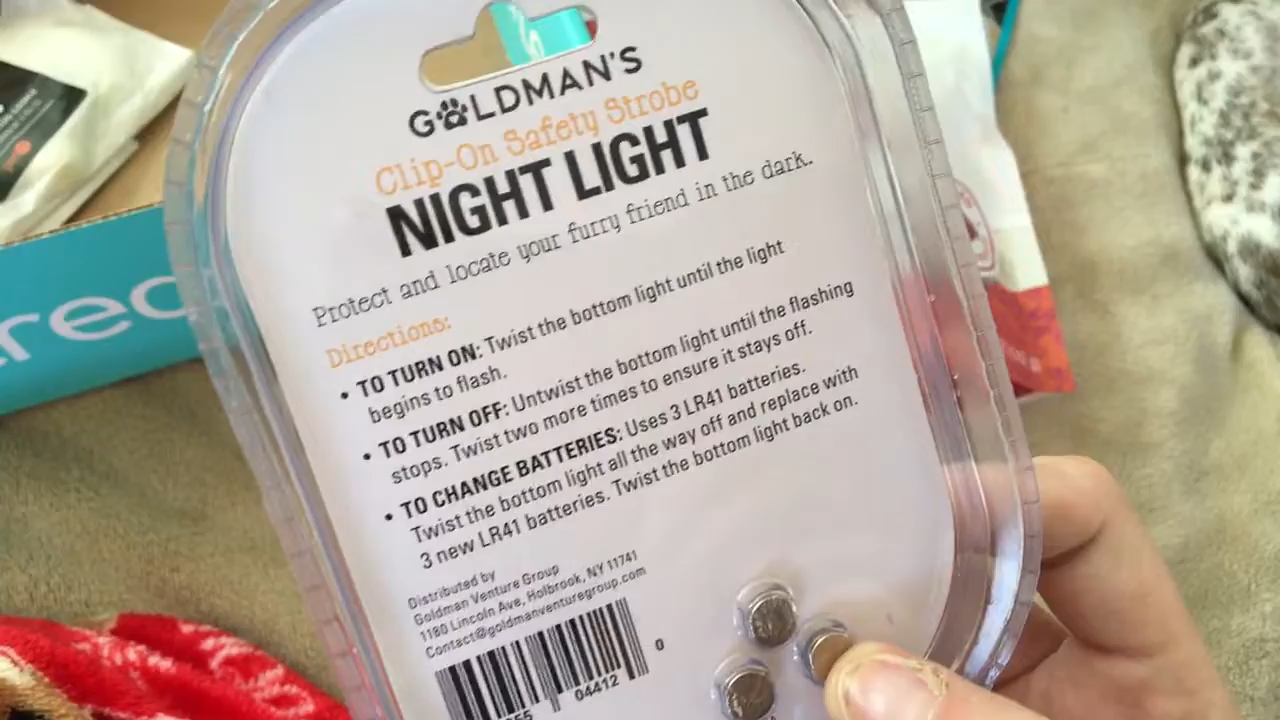 GOLDMAN'S
Clip-On Safety Strobe
NIGHT LIGHT
Protect and locate your furry friend in the dark.
Directions:
• TO TURN ON: Twist the bottom light until the light
begins to flash.
• TO TURN OFF: Untwist the bottom light until the flashing
stops. Twist two more times to ensure it stays off.
• TO CHANGE BATTERIES: Uses 3 LR41 batteries.
Twist the bottom light all the way off and replace with
3 new LR41 batteries. Twist the bottom light back on.
Distributed by
Goldman Venture Group
1180 Lincoln Ave, Holbrook, NY 11741
Contact@goldmanventuregroup.com
04412
0